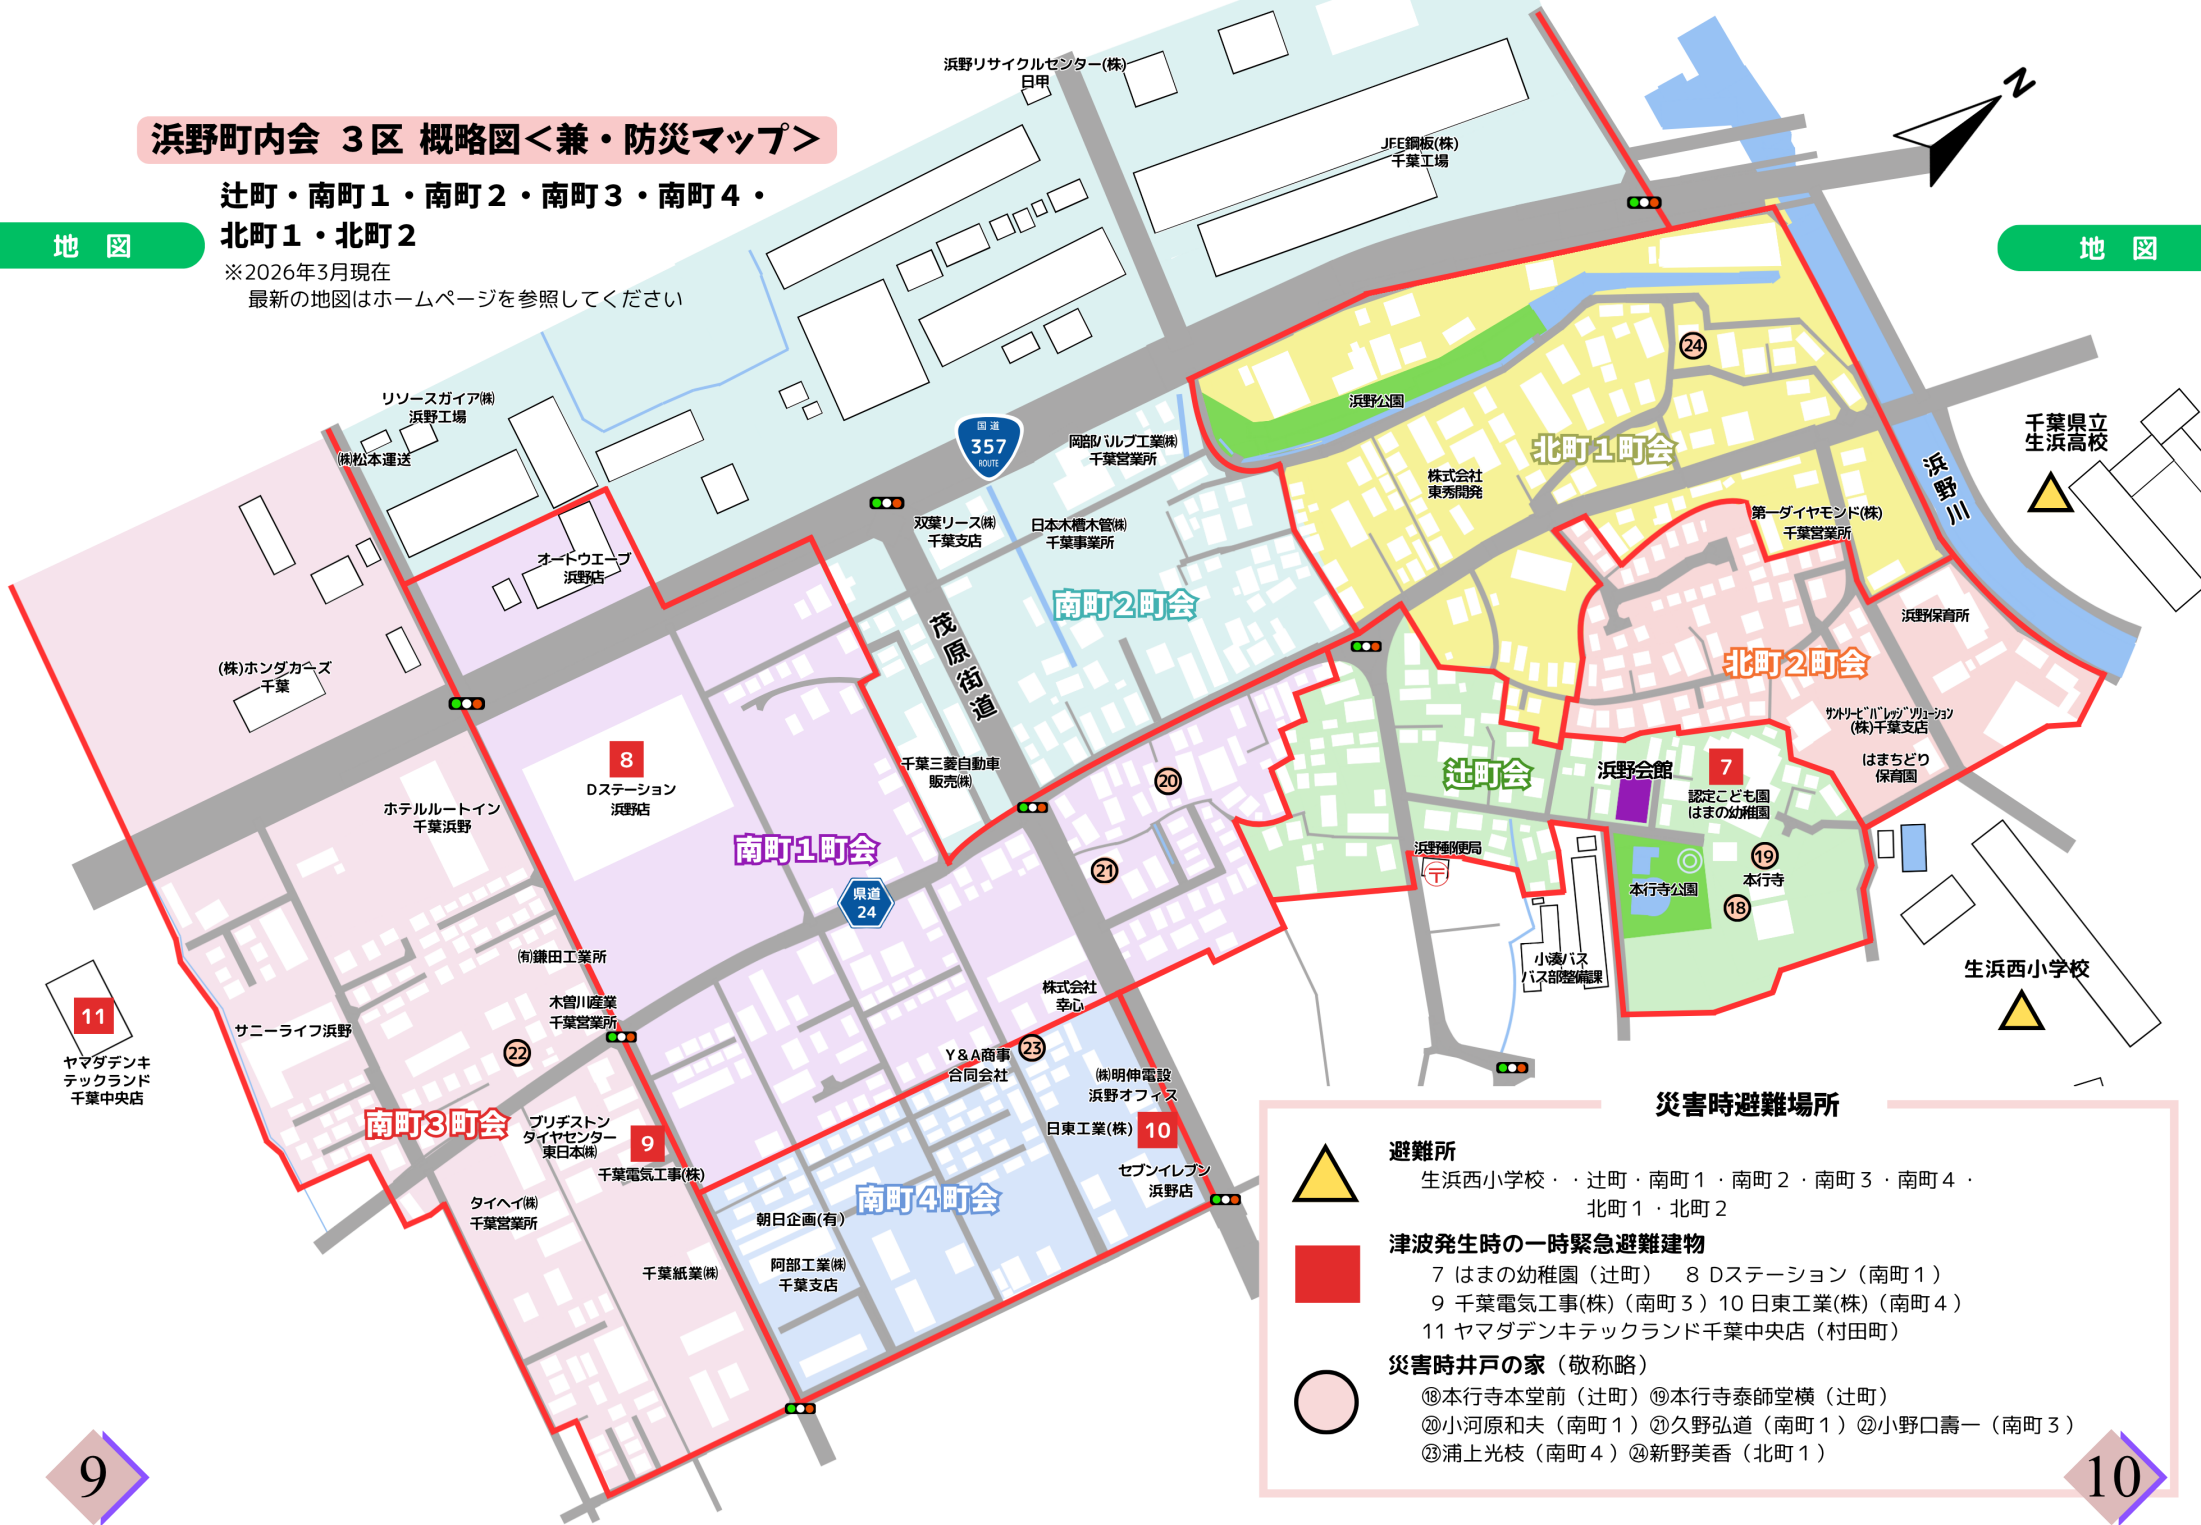 浜野町内会 ３区 概略図＜兼・防災マップ＞
辻町・南町１・南町２・南町３・南町４・
北町１・北町２
※2026年3月現在
最新の地図はホームページを参照してください
地 図
地 図
N
浜野リサイクルセンター(株)
日甲
JFE鋼板(株)
千葉工場
リソースガイア㈱
浜野工場
㈱松本運送
オートウエーブ
浜野店
(株)ホンダカーズ
千葉
国道
357
ROUTE
岡部バルブ工業㈱
千葉営業所
双葉リース㈱
千葉支店
日本木槽木管㈱
千葉事業所
南町２町会
茂原街道
浜野公園
24
北町１町会
株式会社
東秀開発
第一ダイヤモンド(株)
千葉営業所
浜野川
千葉県立
生浜高校
浜野保育所
北町２町会
ｻﾝﾄﾘｰﾋﾞﾊﾞﾚｯｼﾞｿﾘｭｰｼｮﾝ
(株)千葉支店
はまちどり
保育園
8
Dステーション
浜野店
千葉三菱自動車
販売㈱
20
辻町会
浜野会館
7
認定こども園
はまの幼稚園
ホテルルートイン
千葉浜野
南町１町会
県道
24
21
浜野郵便局
〒
19
本行寺
本行寺公園
18
小湊バス
バス部整備課
生浜西小学校
㈲鎌田工業所
木曽川産業
千葉営業所
株式会社
幸心
11
ヤマダデンキ
テックランド
千葉中央店
サニーライフ浜野
22
23
Y＆A商事
合同会社
㈱明伸電設
浜野オフィス
南町３町会
ブリヂストン
タイヤセンター
東日本㈱
9
千葉電気工事(株)
日東工業(株)
10
セブンイレブン
浜野店
タイヘイ㈱
千葉営業所
朝日企画(有)
南町４町会
千葉紙業㈱
阿部工業㈱
千葉支店
災害時避難場所
避難所
生浜西小学校・・辻町・南町１・南町２・南町３・南町４・
北町１・北町２
津波発生時の一時緊急避難建物
7 はまの幼稚園（辻町） 8 Dステーション（南町１）
9 千葉電気工事(株)（南町３）10 日東工業(株)（南町４）
11 ヤマダデンキテックランド千葉中央店（村田町）
災害時井戸の家（敬称略）
⑱本行寺本堂前（辻町）⑲本行寺泰師堂横（辻町）
⑳小河原和夫（南町１）㉑久野弘道（南町１）㉒小野口壽一（南町３）
㉓浦上光枝（南町４）㉔新野美香（北町１）
9
10